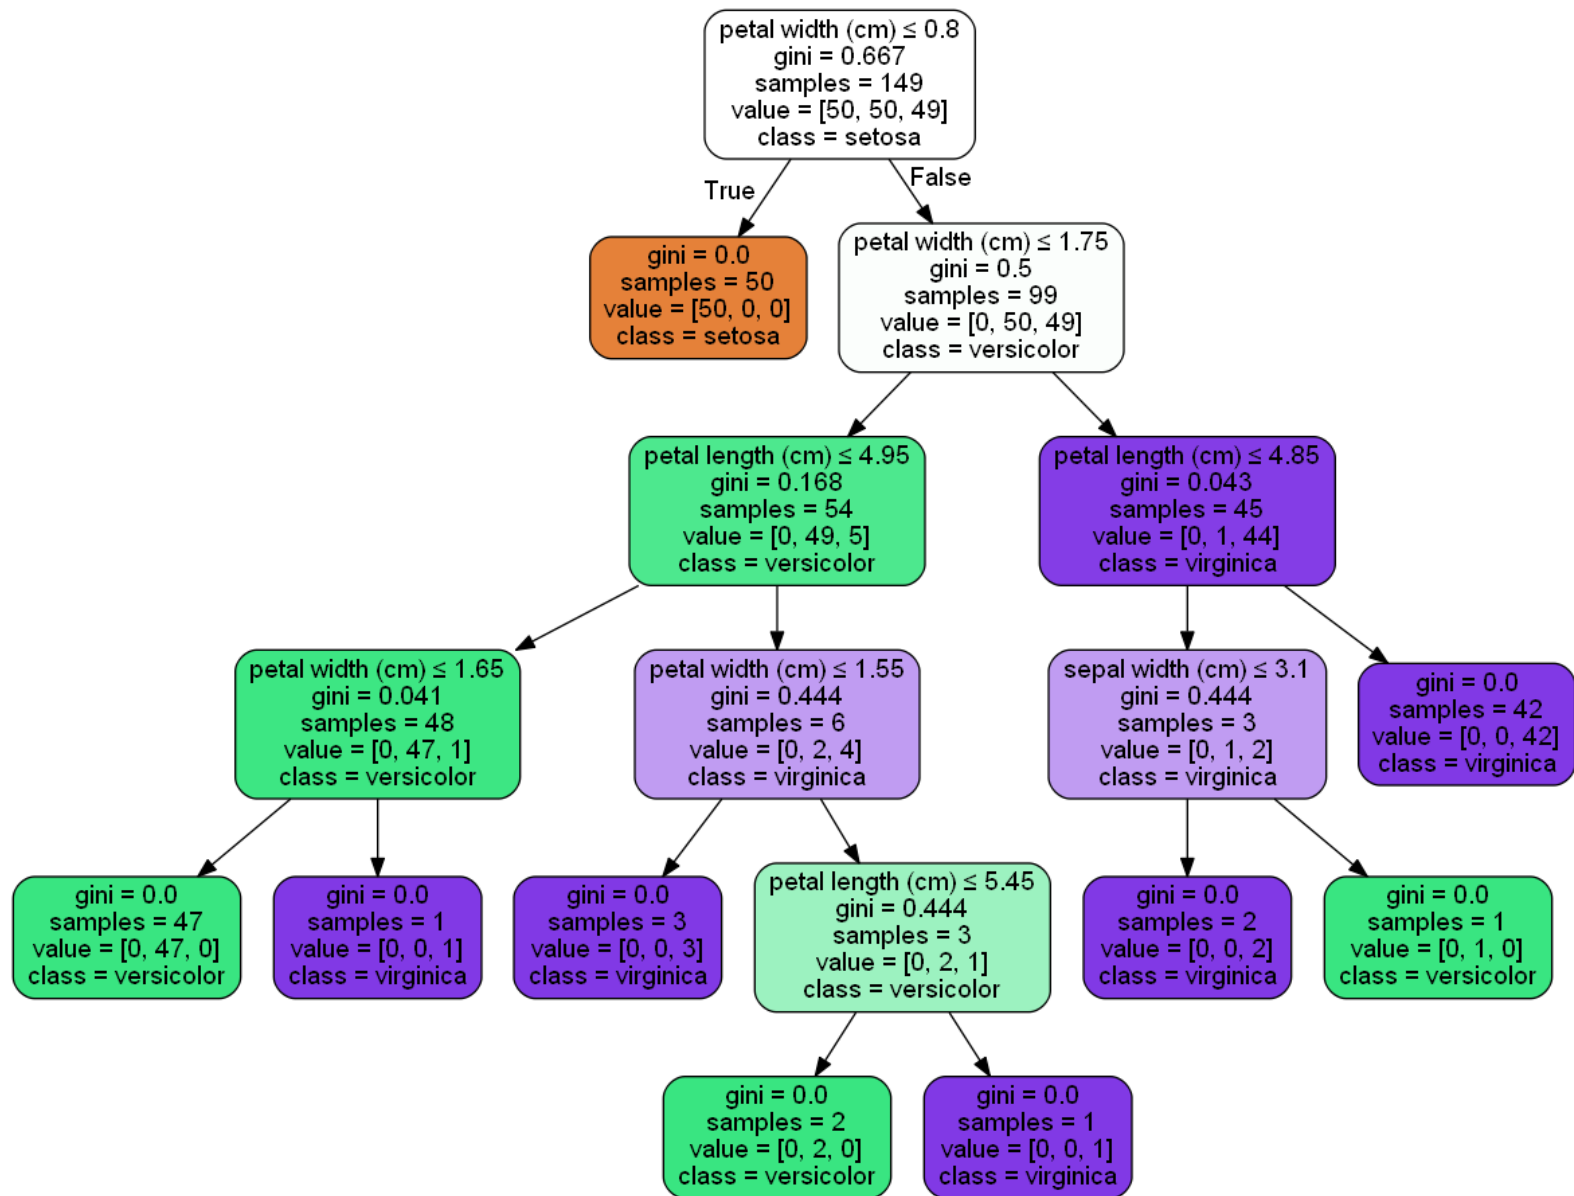 petal width (cm) ≤ 0.8
gini = 0.667
samples = 149
value = [50, 50, 49]
class = setosa
True
False
gini = 0.0
samples = 50
value = [50, 0, 0]
class = setosa
petal width (cm) ≤ 1.75
gini = 0.5
samples = 99
value = [0, 50, 49]
class = versicolor
petal length (cm) ≤ 4.95
gini = 0.168
samples = 54
value = [0, 49, 5]
class = versicolor
petal length (cm) ≤ 4.85
gini = 0.043
samples = 45
value = [0, 1, 44]
class = virginica
petal width (cm) ≤ 1.65
gini = 0.041
samples = 48
value = [0, 47, 1]
class = versicolor
petal width (cm) ≤ 1.55
gini = 0.444
samples = 6
value = [0, 2, 4]
class = virginica
sepal width (cm) ≤ 3.1
gini = 0.444
samples = 3
value = [0, 1, 2]
class = virginica
gini = 0.0
samples = 42
value = [0, 0, 42]
class = virginica
gini = 0.0
samples = 47
value = [0, 47, 0]
class = versicolor
gini = 0.0
samples = 1
value = [0, 0, 1]
class = virginica
gini = 0.0
samples = 3
value = [0, 0, 3]
class = virginica
petal length (cm) ≤ 5.45
gini = 0.444
samples = 3
value = [0, 2, 1]
class = versicolor
gini = 0.0
samples = 2
value = [0, 0, 2]
class = virginica
gini = 0.0
samples = 1
value = [0, 1, 0]
class = versicolor
gini = 0.0
samples = 2
value = [0, 2, 0]
class = versicolor
gini = 0.0
samples = 1
value = [0, 0, 1]
class = virginica